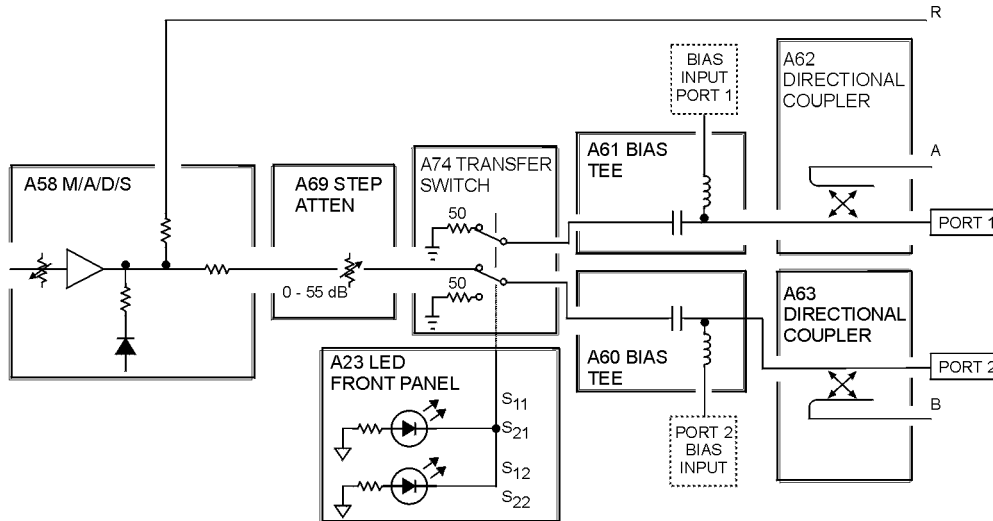 R
A62
DIRECTIONAL
COUPLER
BIAS
INPUT
PORT 1
A61 BIAS
TEE
A
A58 M/A/D/S
A69 STEP
ATTEN
A74 TRANSFER
SWITCH
50
PORT 1
0 - 55 dB
50
A63
DIRECTIONAL
COUPLER
A60 BIAS
TEE
PORT 2
A23 LED
FRONT PANEL
S11
S21
B
PORT 2
BIAS
INPUT
S12
S22